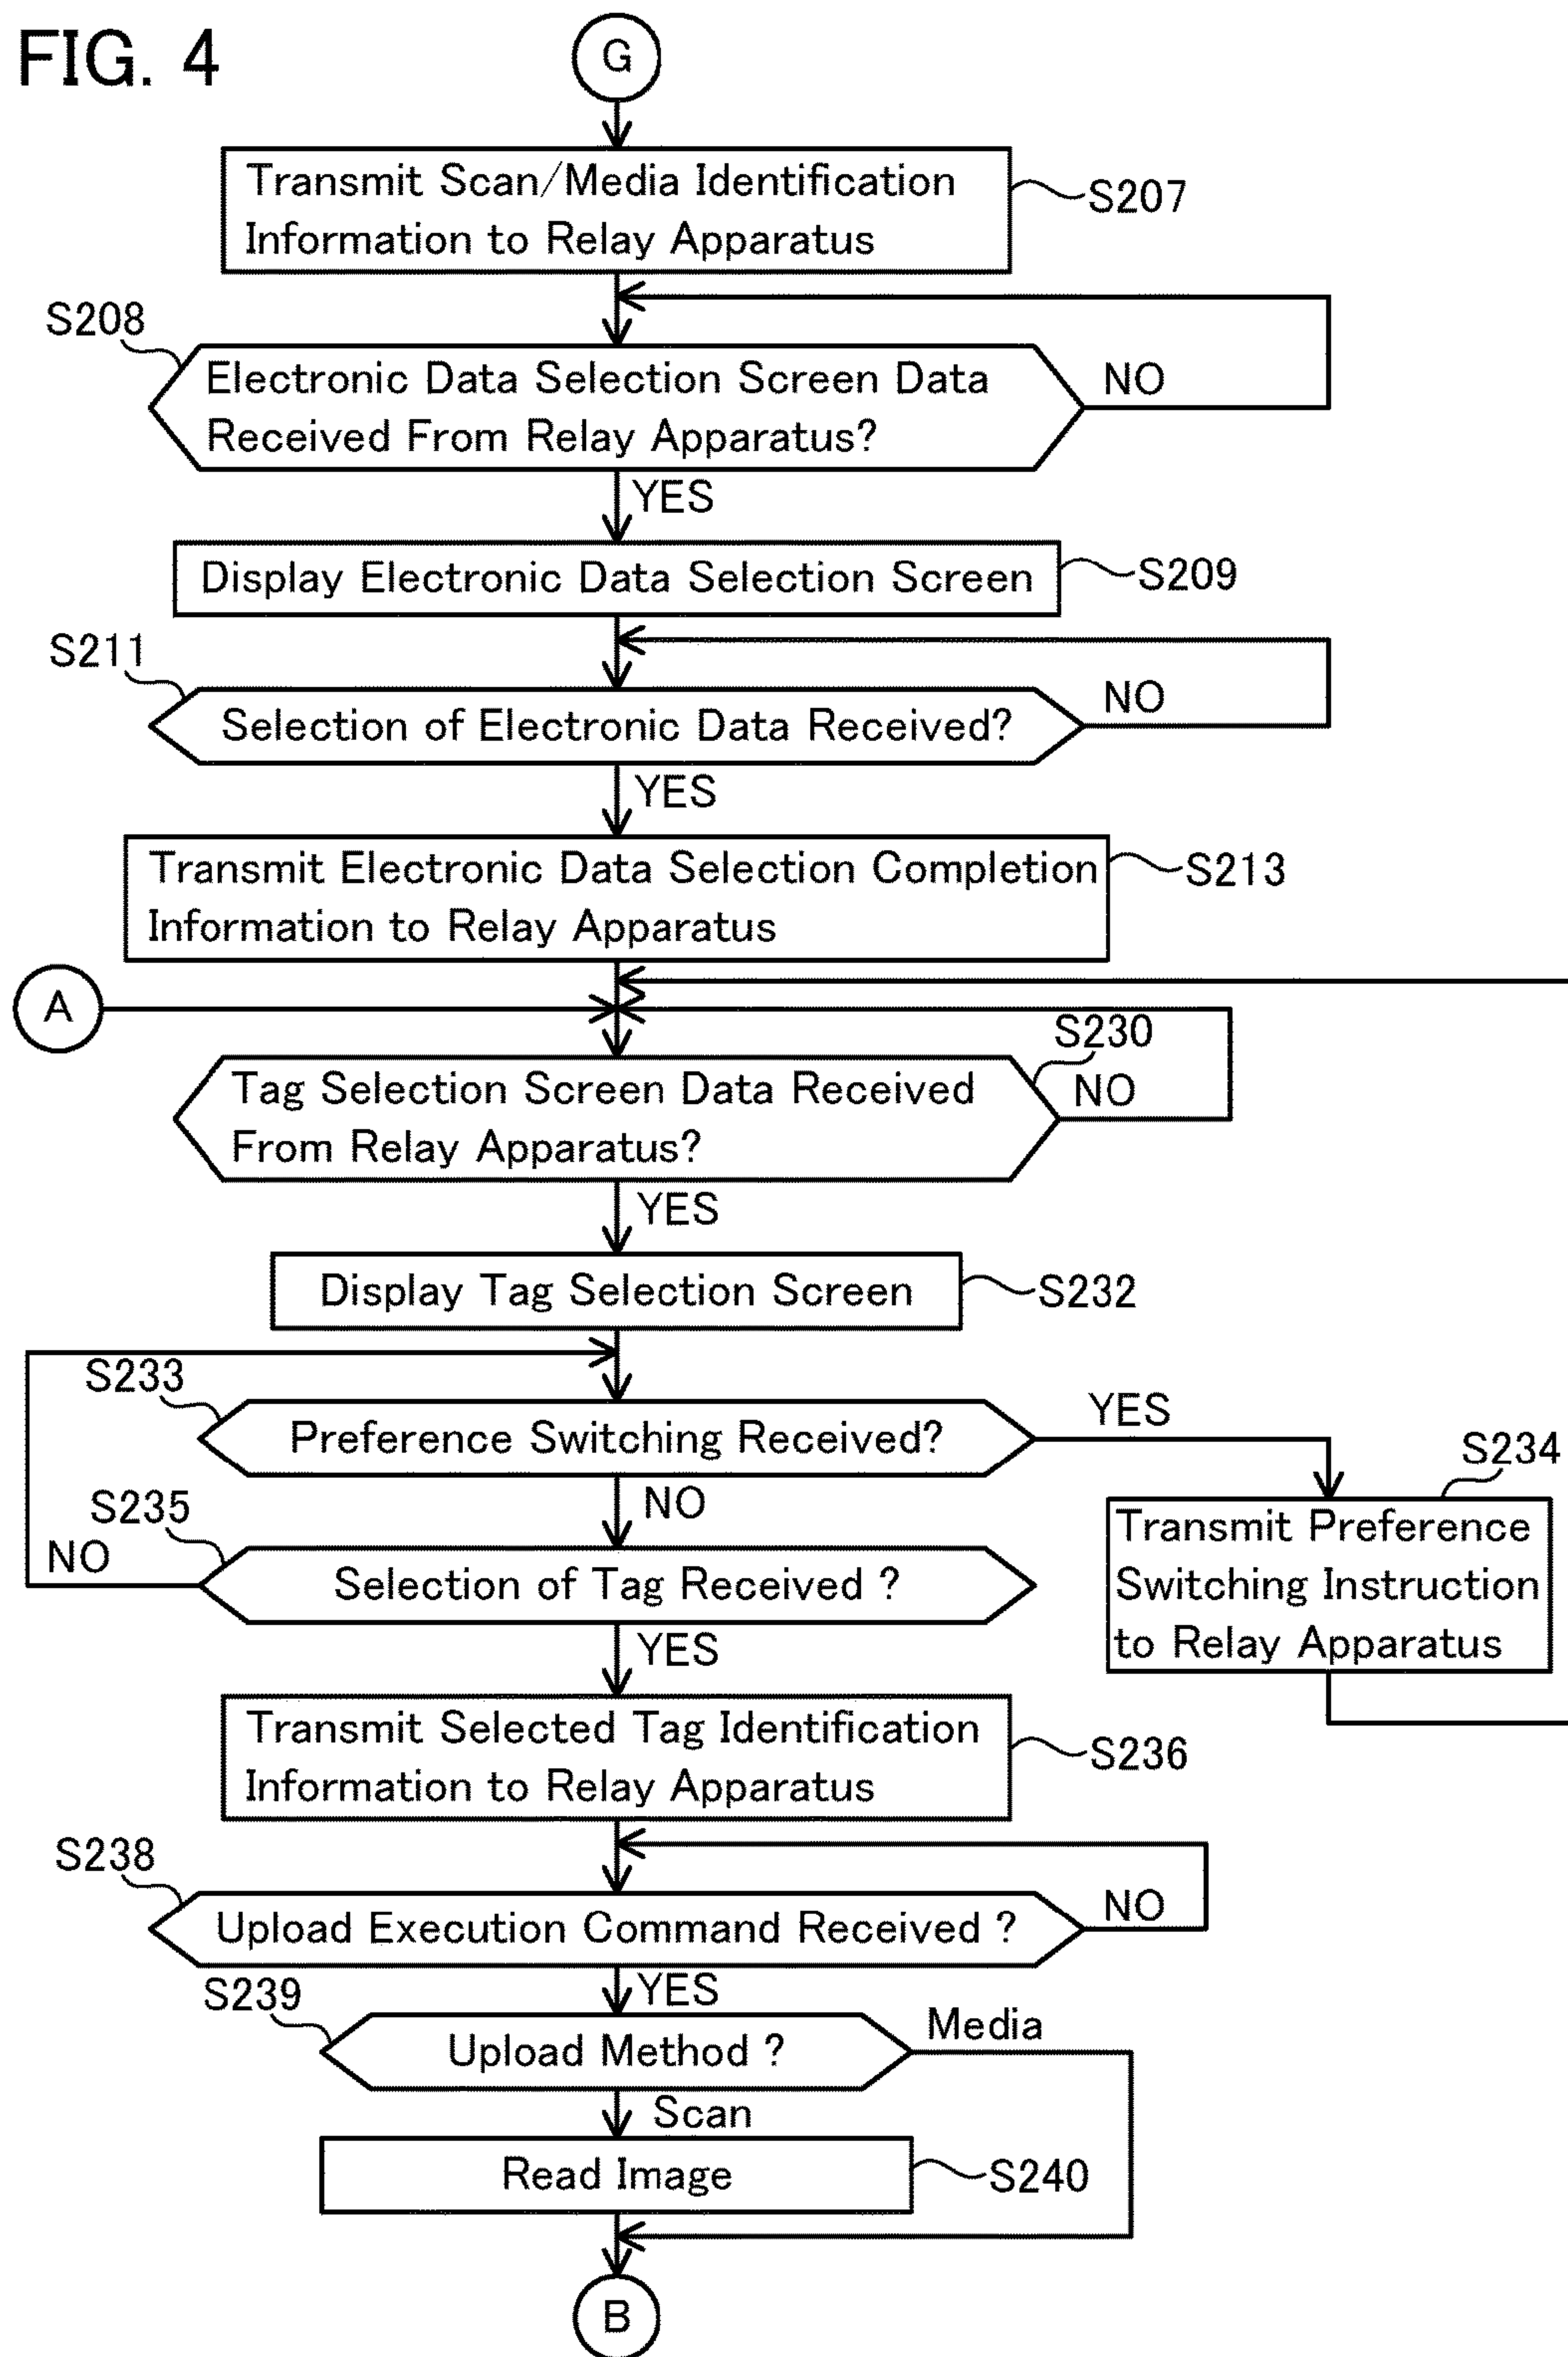 FIG. 4
G
Transmit Scan/Media Identification
Information to Relay Apparatus
S207
S208
Electronic Data Selection Screen Data
Received From Relay Apparatus?
NO
YES
Display Electronic Data Selection Screen
S209
S211
Selection of Electronic Data Received?
NO
YES
Transmit Electronic Data Selection Completion
Information to Relay Apparatus
S213
A
S230
Tag Selection Screen Data Received
From Relay Apparatus?
NO
YES
Display Tag Selection Screen
S232
S233
Preference Switching Received?
YES
S234
Transmit Preference
Switching Instruction
to Relay Apparatus
NO
S235
NO
Selection of Tag Received ?
YES
Transmit Selected Tag Identification
Information to Relay Apparatus
S236
S238
Upload Execution Command Received ?
NO
YES
S239
Upload Method ?
Media
Scan
Read Image
S240
B